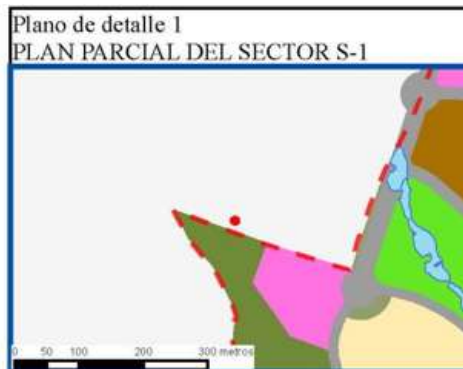 Plano de detalle 1
PLAN PARCIAL DEL SECTOR S-1
0 50 100 200 300 metros